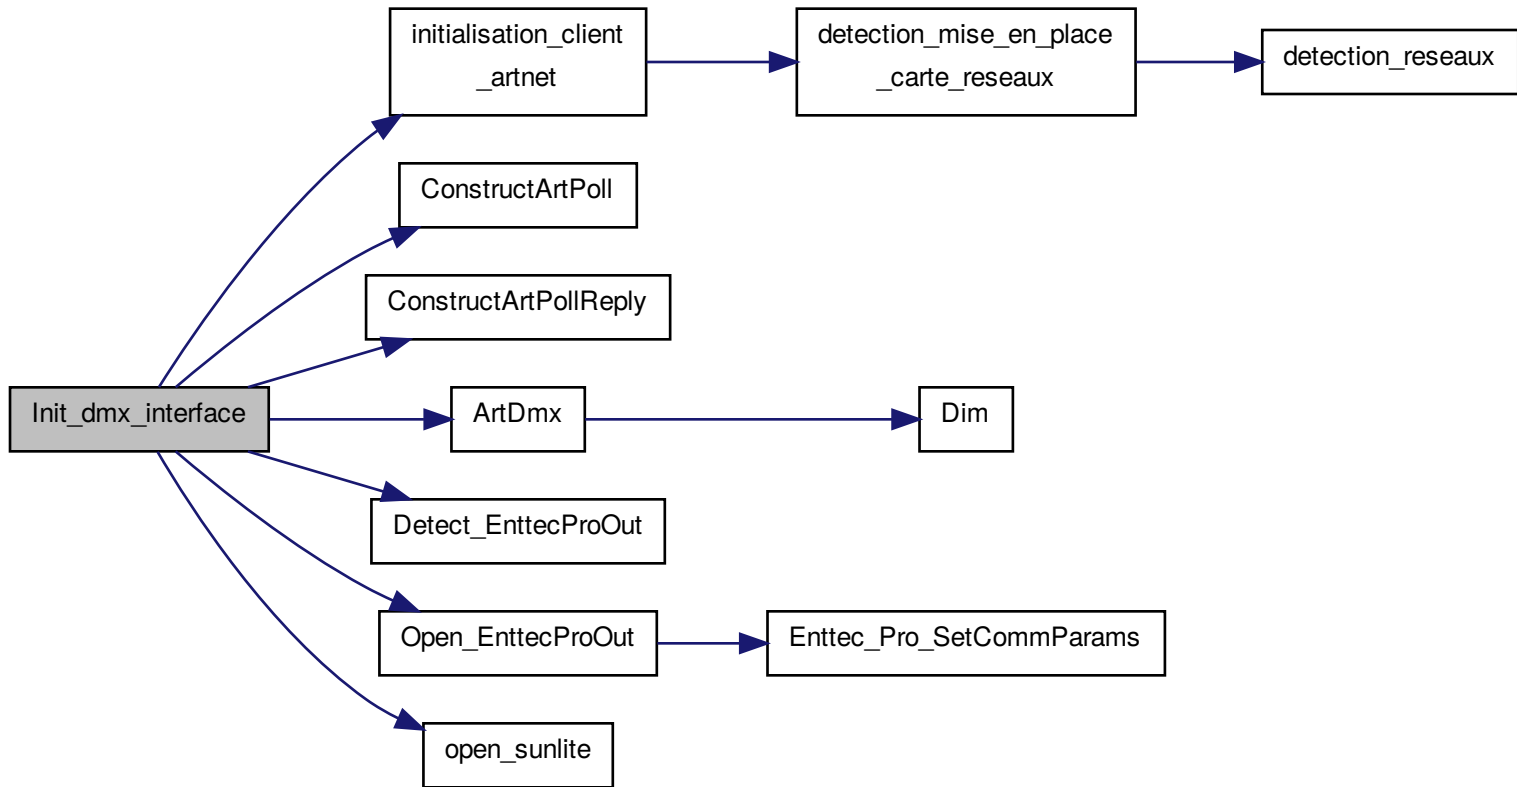 initialisation_client
_artnet
detection_mise_en_place
_carte_reseaux
detection_reseaux
ConstructArtPoll
ConstructArtPollReply
Init_dmx_interface
ArtDmx
Dim
Detect_EnttecProOut
Open_EnttecProOut
Enttec_Pro_SetCommParams
open_sunlite